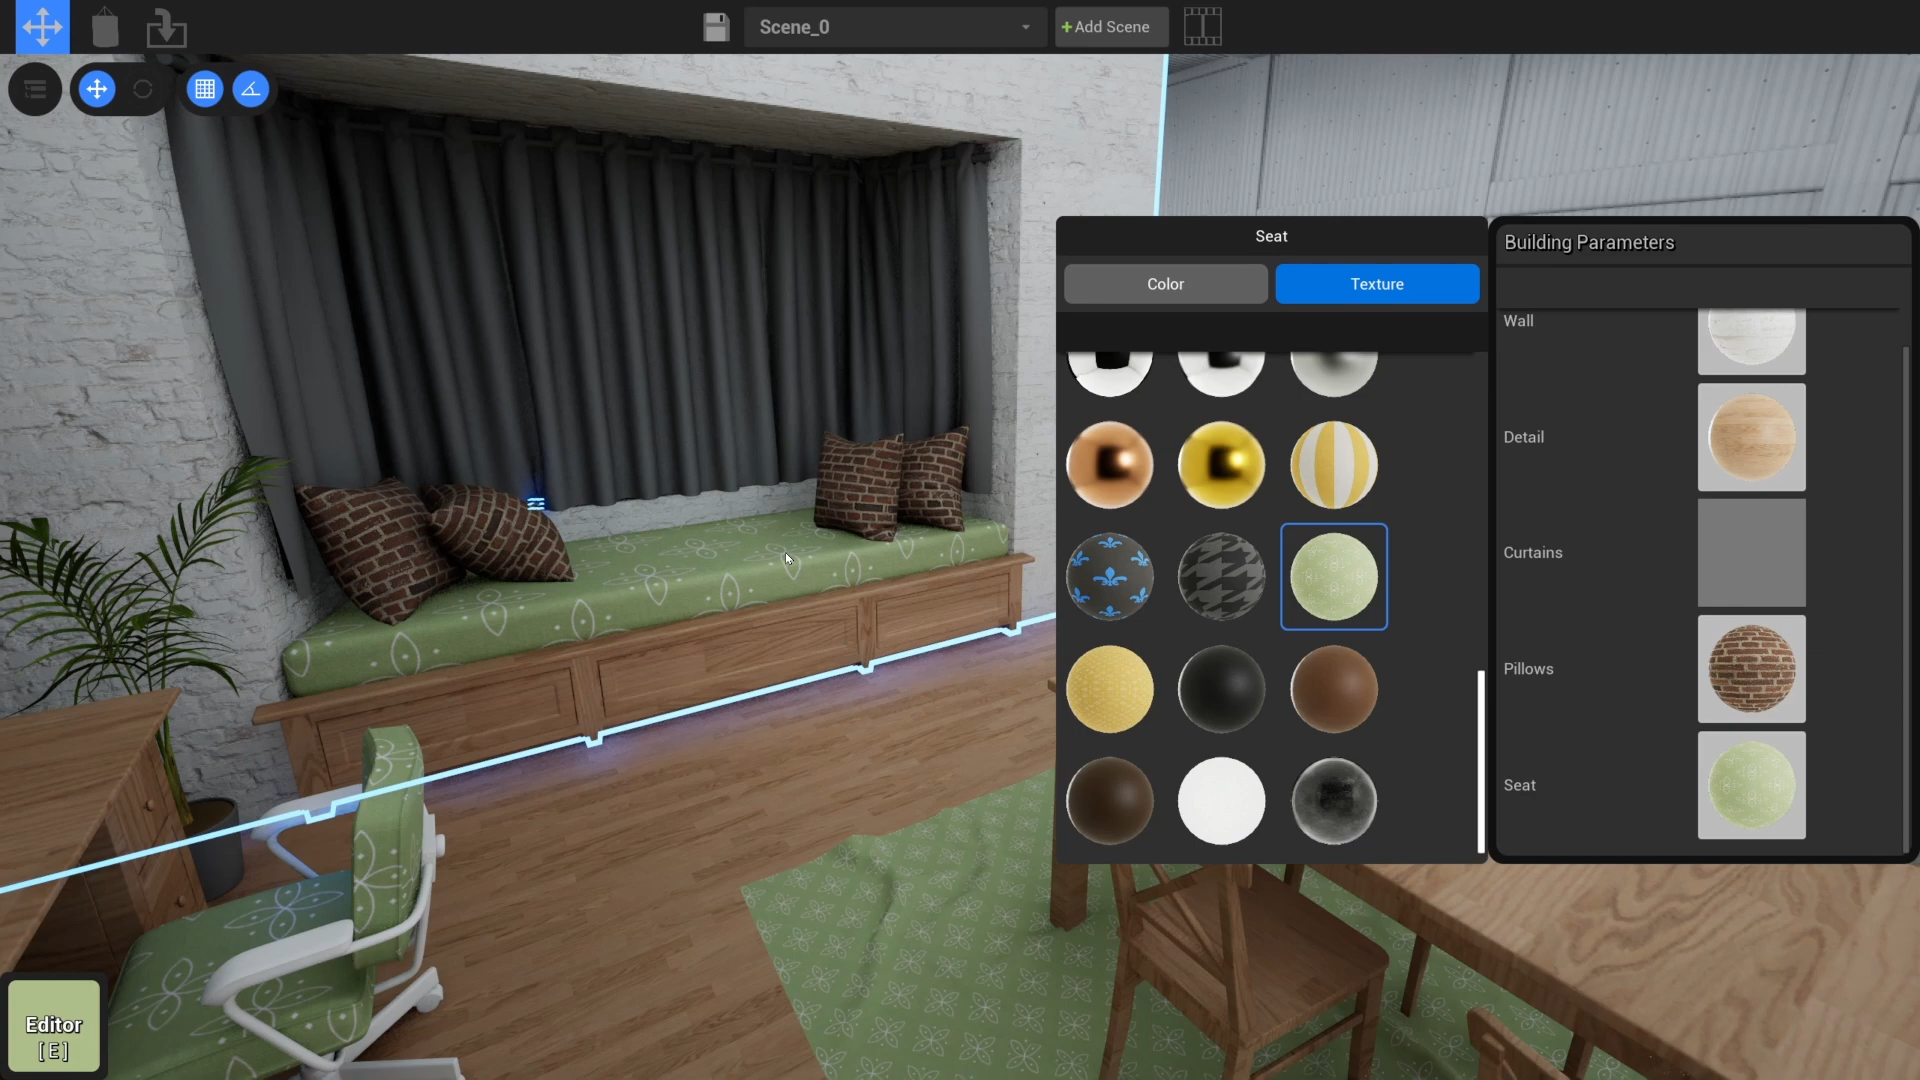 Scene_0
+Add Scene
Seat
Color
Texture
Building Parameters
Wall
Detail
Curtains
Pillows
Seat
Editor
[E]